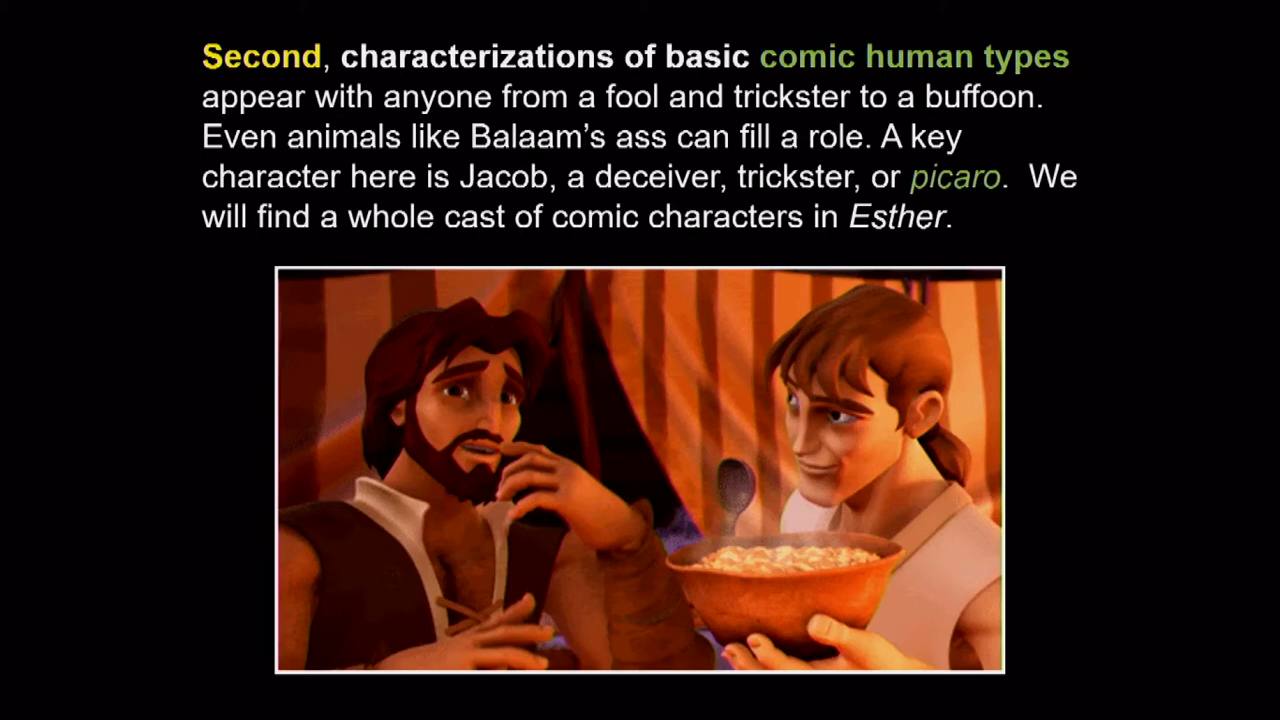 Second, characterizations of basic comic human types
appear with anyone from a fool and trickster to a buffoon.
Even animals like Balaam’s ass can fill a role. A key
character here is Jacob, a deceiver, trickster, or picaro.  We
will find a whole cast of comic characters in Esther.